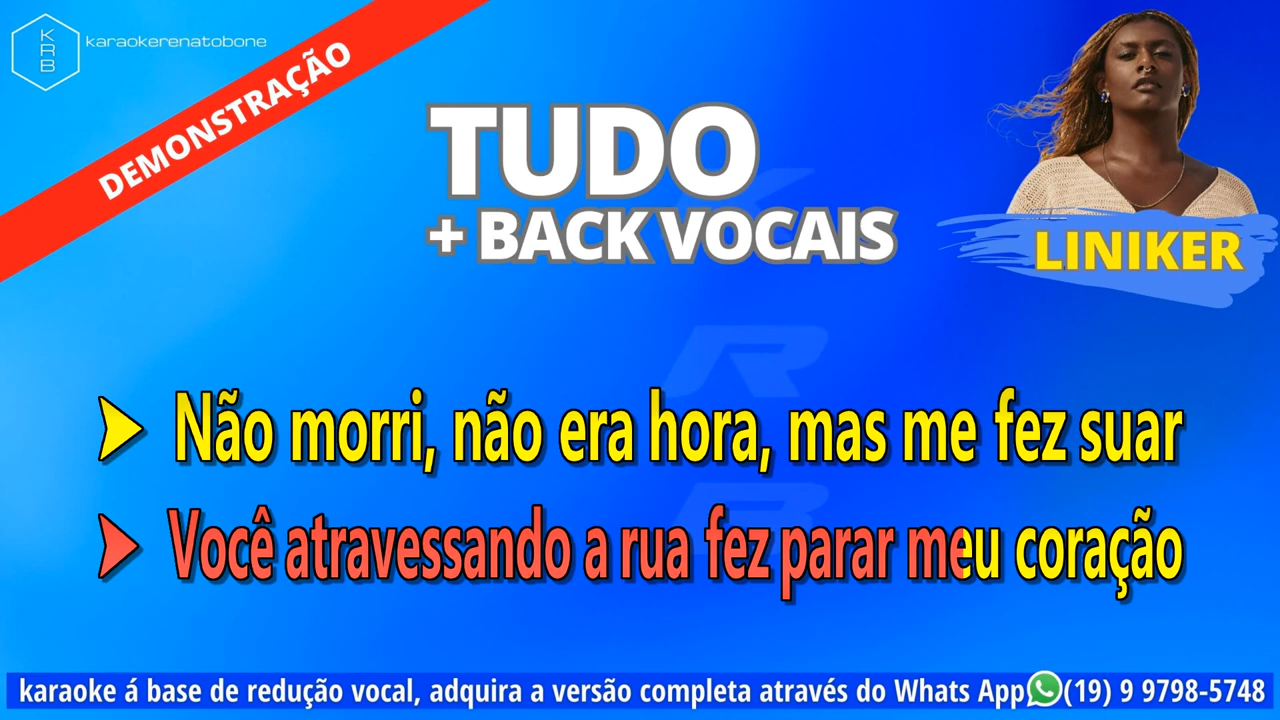 KRB
karaokerenatobone
DEMONSTRAÇÃO
TUDO
+ BACK VOCAIS
LINIKER
K
R
B
Não morri, não era hora, mas me fez suar
Você atravessando a rua fez parar meu coração
karaoke á base de redução vocal, adquira a versão completa através do Whats App (19) 9 9798-5748